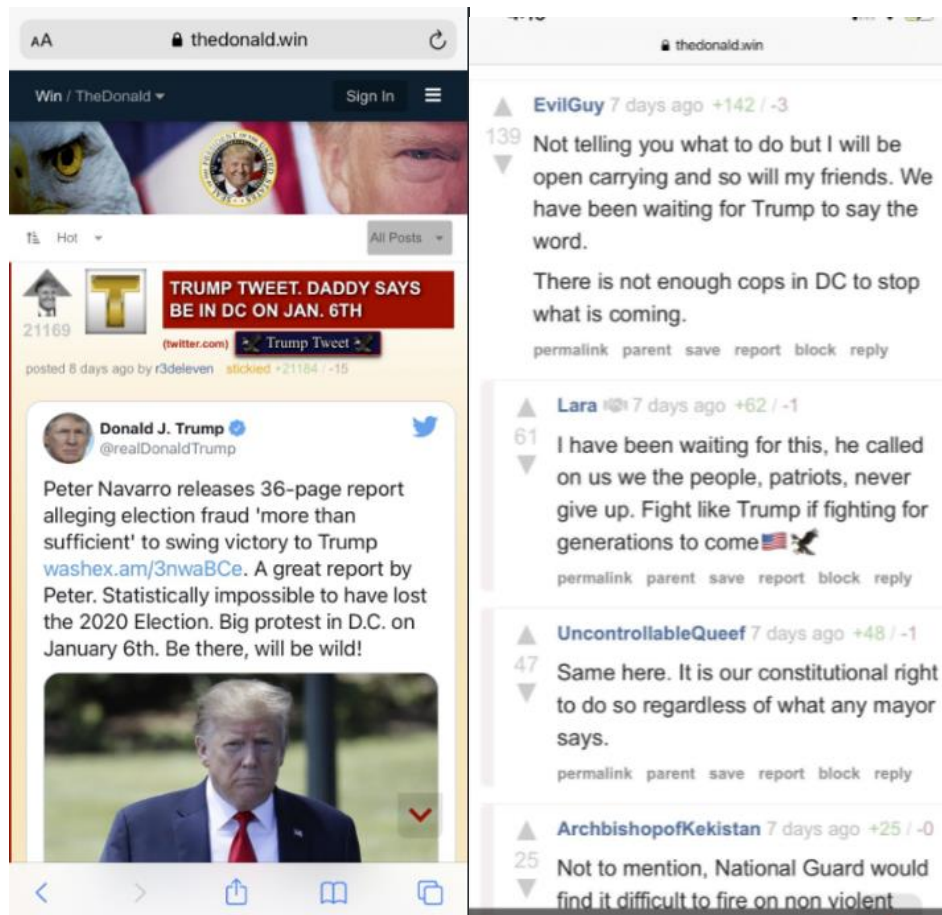 AA thedonald.win
Win / TheDonald Sign In
Hot All Posts
TRUMP TWEET. DADDY SAYS
BE IN DC ON JAN. 6TH
21169
(twitter.com) Trump Tweet
posted 8 days ago by r3deleven stickied +21184 / -15
Donald J. Trump
@realDonaldTrump
Peter Navarro releases 36-page report
alleging election fraud 'more than
sufficient' to swing victory to Trump
washex.am/3nwaBCe. A great report by
Peter. Statistically impossible to have lost
the 2020 Election. Big protest in D.C. on
January 6th. Be there, will be wild!
thedonald.win
EvilGuy 7 days ago +142 / -3
139
Not telling you what to do but I will be
open carrying and so will my friends. We
have been waiting for Trump to say the
word.
There is not enough cops in DC to stop
what is coming.
permalink parent save report block reply
Lara 7 days ago +62 / -1
61
I have been waiting for this, he called
on us we the people, patriots, never
give up. Fight like Trump if fighting for
generations to come
permalink parent save report block reply
UncontrollableQueef 7 days ago +48 / -1
47
Same here. It is our constitutional right
to do so regardless of what any mayor
says.
permalink parent save report block reply
ArchbishopofKekistan 7 days ago +25 / -0
25
Not to mention, National Guard would
find it difficult to fire on non violent